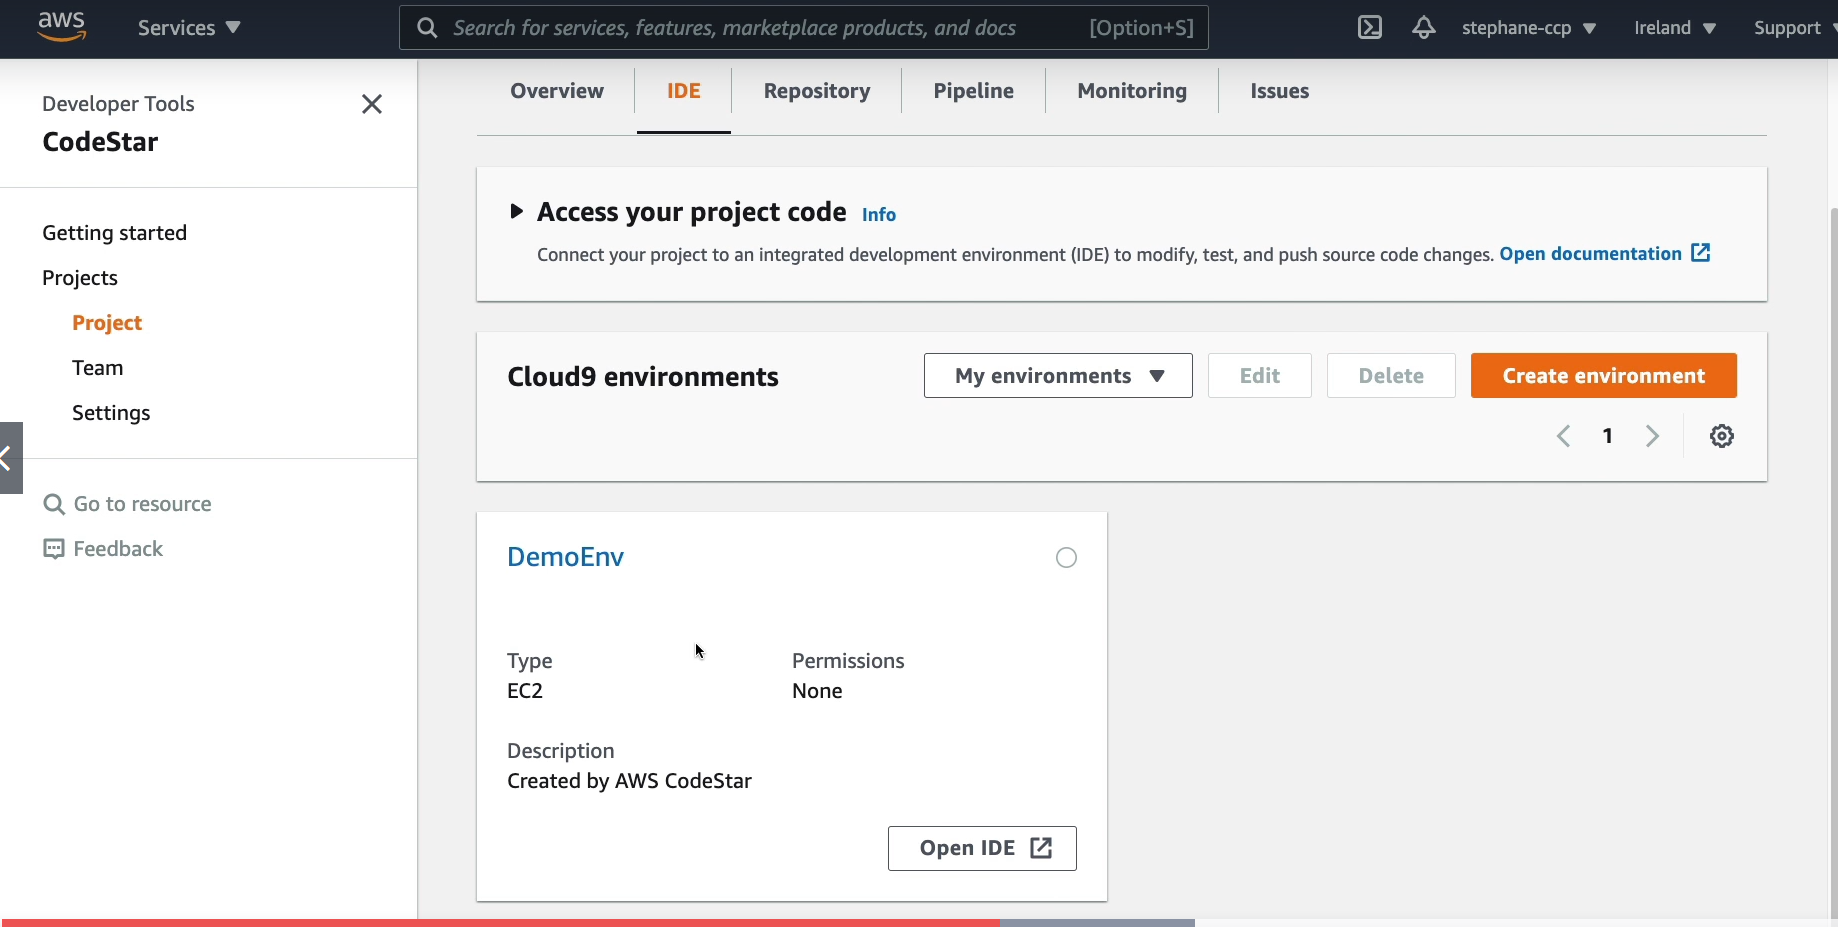 aws Services Search for services, features, marketplace products, and docs [Option+S] stephane-ccp Ireland Support
Developer Tools
CodeStar
Getting started
Projects
Project
Team
Settings
Go to resource
Feedback
Overview IDE Repository Pipeline Monitoring Issues
Access your project code Info
Connect your project to an integrated development environment (IDE) to modify, test, and push source code changes. Open documentation
Cloud9 environments My environments Edit Delete Create environment
1
DemoEnv
Type Permissions
EC2 None
Description
Created by AWS CodeStar
Open IDE